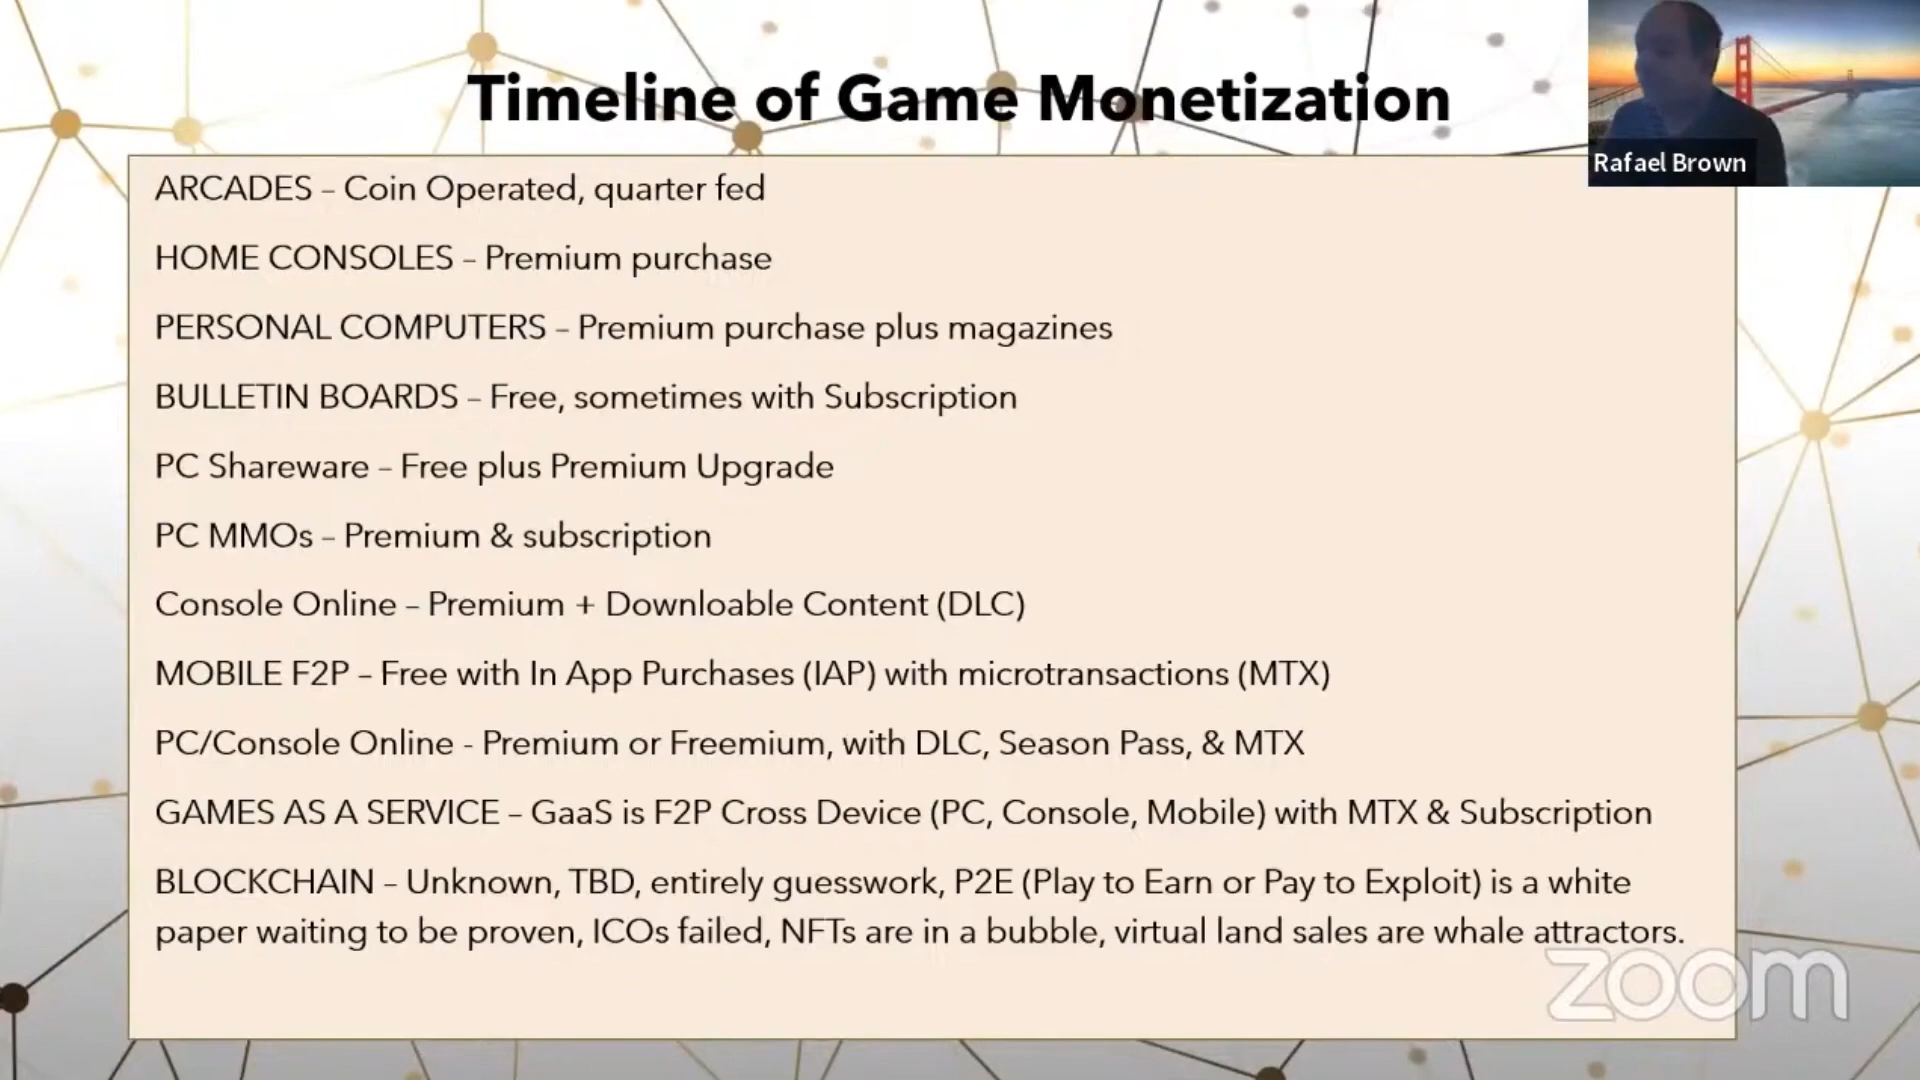 Timeline of Game Monetization
Rafael Brown
ARCADES – Coin Operated, quarter fed
HOME CONSOLES – Premium purchase
PERSONAL COMPUTERS – Premium purchase plus magazines
BULLETIN BOARDS – Free, sometimes with Subscription
PC Shareware – Free plus Premium Upgrade
PC MMOs – Premium & subscription
Console Online – Premium + Downloable Content (DLC)
MOBILE F2P – Free with In App Purchases (IAP) with microtransactions (MTX)
PC/Console Online - Premium or Freemium, with DLC, Season Pass, & MTX
GAMES AS A SERVICE – GaaS is F2P Cross Device (PC, Console, Mobile) with MTX & Subscription
BLOCKCHAIN – Unknown, TBD, entirely guesswork, P2E (Play to Earn or Pay to Exploit) is a white
paper waiting to be proven, ICOs failed, NFTs are in a bubble, virtual land sales are whale attractors.
zoom